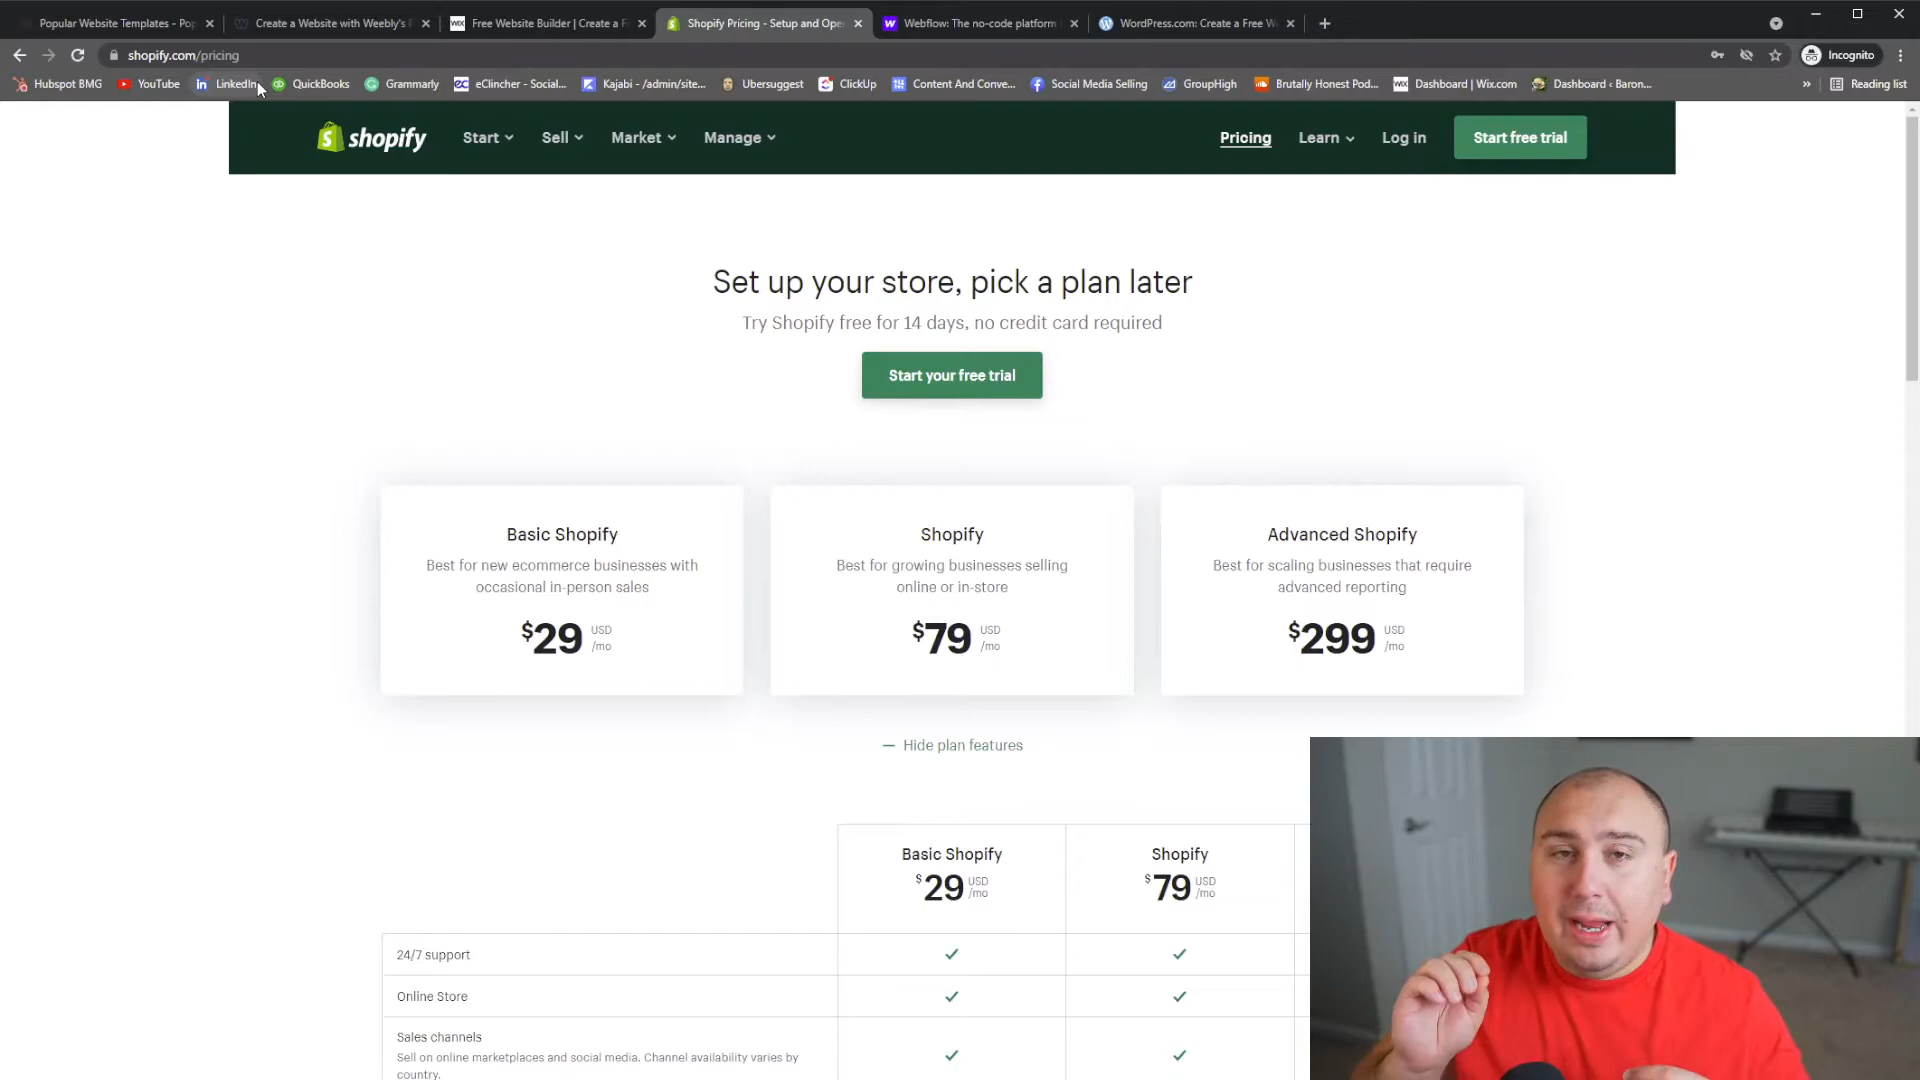 Popular Website Templates - Pop
Create a Website with Weebly's F
WIX Free Website Builder | Create a F
Shopify Pricing - Setup and Ope
Webflow: The no-code platform
WordPress.com: Create a Free W
shopify.com/pricing
Incognito
Hubspot BMG
YouTube
LinkedIn
QuickBooks
Grammarly
eClincher - Social...
Kajabi - /admin/site...
Ubersuggest
ClickUp
Content And Conve...
Social Media Selling
GroupHigh
Brutally Honest Pod...
WIX Dashboard | Wix.com
Dashboard ‹ Baron...
»
Reading list
shopify
Start
Sell
Market
Manage
Pricing
Learn
Log in
Start free trial
Set up your store, pick a plan later
Try Shopify free for 14 days, no credit card required
Start your free trial
Basic Shopify
Best for new ecommerce businesses with
occasional in-person sales
$29 USD /mo
Shopify
Best for growing businesses selling
online or in-store
$79 USD /mo
Advanced Shopify
Best for scaling businesses that require
advanced reporting
$299 USD /mo
— Hide plan features
Basic Shopify
$29 USD /mo
Shopify
$79 USD /mo
24/7 support
Online Store
Sales channels
Sell on online marketplaces and social media. Channel availability varies by
country.